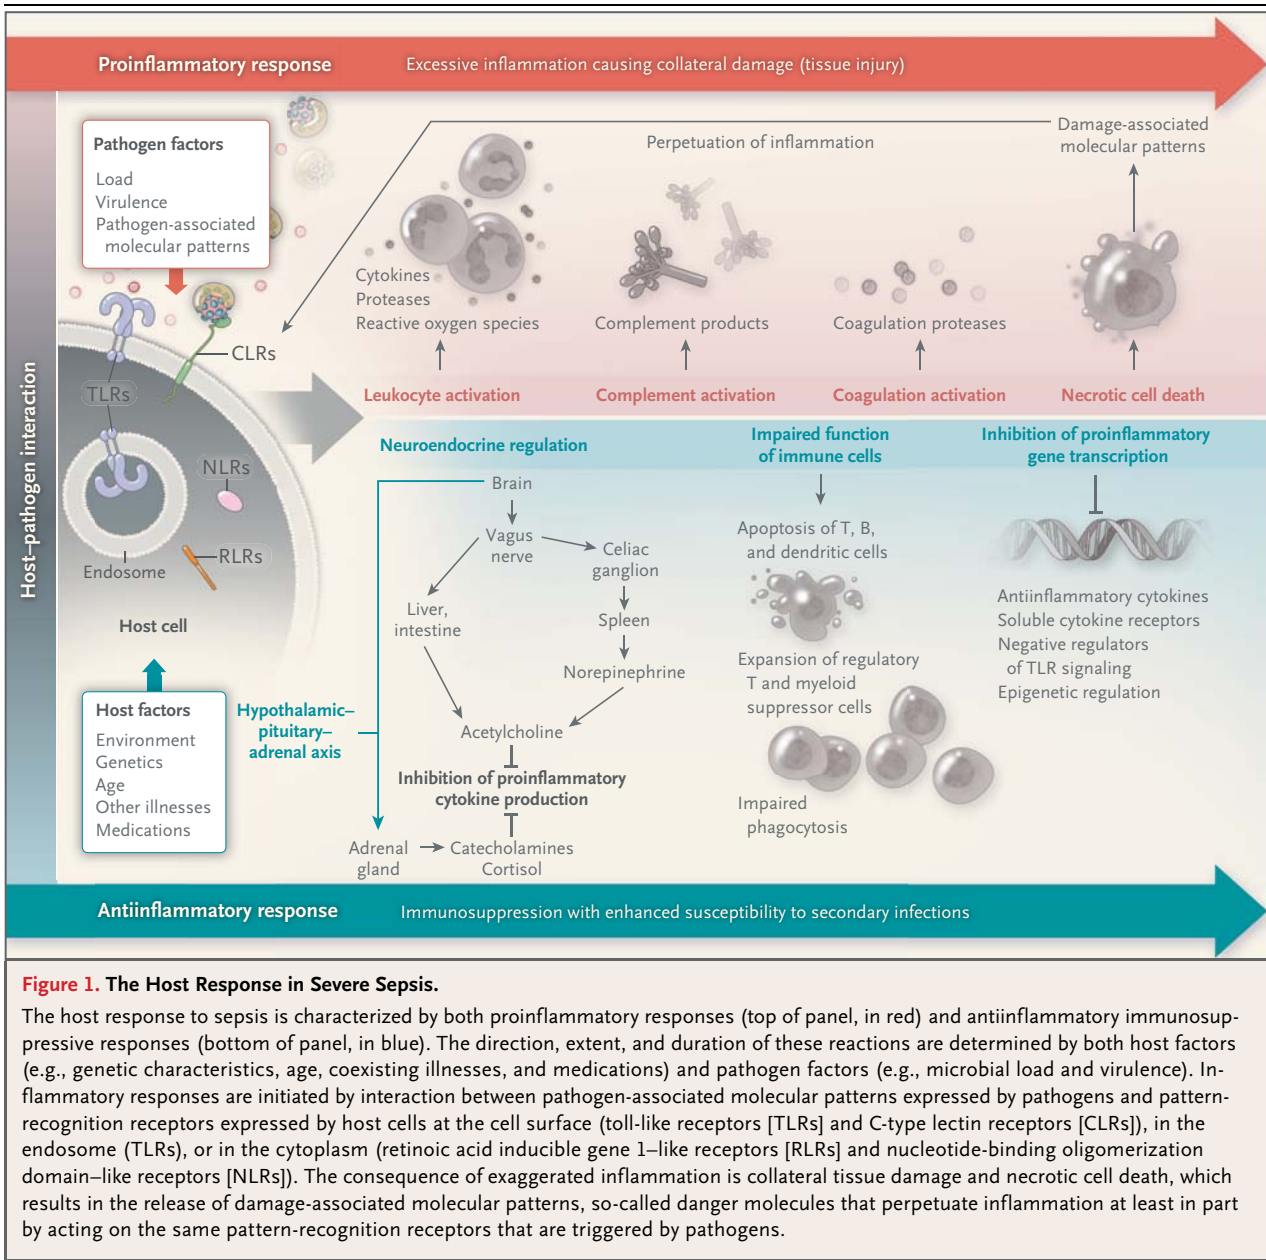 Proinflammatory response
Excessive inflammation causing collateral damage (tissue injury)
Host–pathogen interaction
Pathogen factors
Load
Virulence
Pathogen-associated
molecular patterns
Perpetuation of inflammation
Damage-associated
molecular patterns
Cytokines
Proteases
Reactive oxygen species
Complement products
Coagulation proteases
Leukocyte activation
Complement activation
Coagulation activation
Necrotic cell death
CLRs
TLRs
NLRs
RLRs
Endosome
Host cell
Host factors
Environment
Genetics
Age
Other illnesses
Medications
Neuroendocrine regulation
Brain
Vagus
nerve
Celiac
ganglion
Liver,
intestine
Spleen
Norepinephrine
Acetylcholine
Hypothalamic–
pituitary–
adrenal axis
Inhibition of proinflammatory
cytokine production
Adrenal
gland
Catecholamines
Cortisol
Impaired function
of immune cells
Apoptosis of T, B,
and dendritic cells
Expansion of regulatory
T and myeloid
suppressor cells
Impaired
phagocytosis
Inhibition of proinflammatory
gene transcription
Antiinflammatory cytokines
Soluble cytokine receptors
Negative regulators
of TLR signaling
Epigenetic regulation
Antiinflammatory response
Immunosuppression with enhanced susceptibility to secondary infections
Figure 1. The Host Response in Severe Sepsis.
The host response to sepsis is characterized by both proinflammatory responses (top of panel, in red) and antiinflammatory immunosup-
pressive responses (bottom of panel, in blue). The direction, extent, and duration of these reactions are determined by both host factors
(e.g., genetic characteristics, age, coexisting illnesses, and medications) and pathogen factors (e.g., microbial load and virulence). In-
flammatory responses are initiated by interaction between pathogen-associated molecular patterns expressed by pathogens and pattern-
recognition receptors expressed by host cells at the cell surface (toll-like receptors [TLRs] and C-type lectin receptors [CLRs]), in the
endosome (TLRs), or in the cytoplasm (retinoic acid inducible gene 1–like receptors [RLRs] and nucleotide-binding oligomerization
domain–like receptors [NLRs]). The consequence of exaggerated inflammation is collateral tissue damage and necrotic cell death, which
results in the release of damage-associated molecular patterns, so-called danger molecules that perpetuate inflammation at least in part
by acting on the same pattern-recognition receptors that are triggered by pathogens.